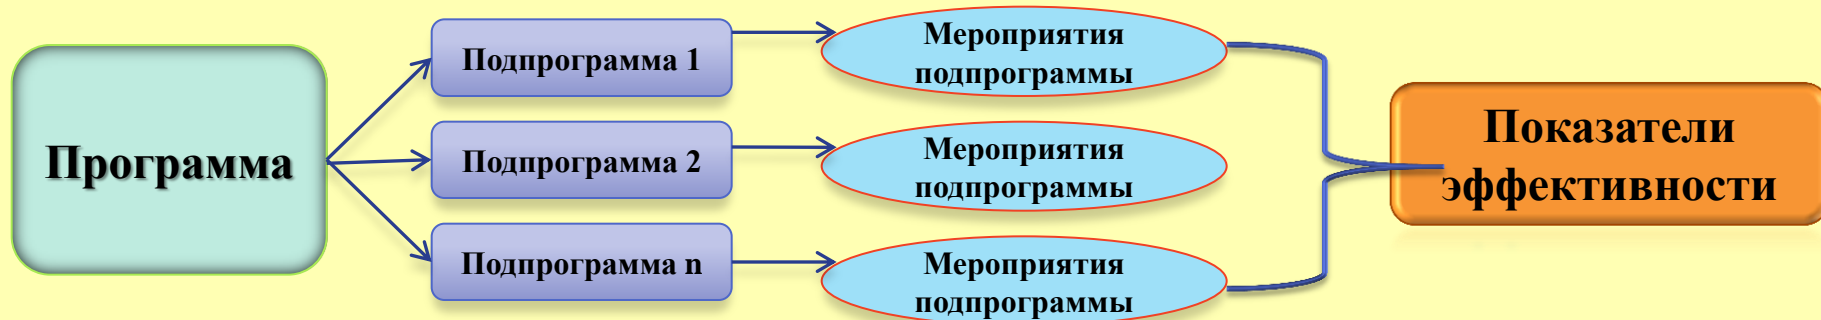 Программа
Подпрограмма 1
Подпрограмма 2
Подпрограмма n
Мероприятия
подпрограммы
Мероприятия
подпрограммы
Мероприятия
подпрограммы
Показатели
эффективности